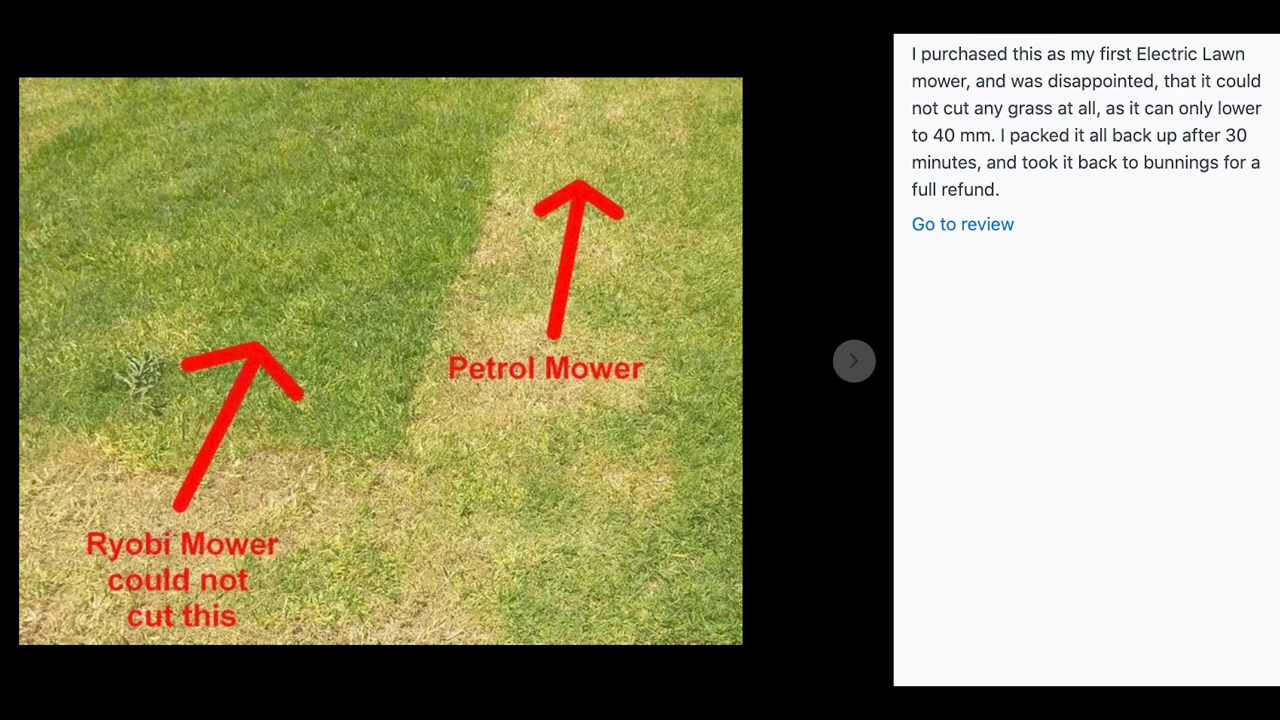 Petrol Mower
Ryobi Mower
could not
cut this
I purchased this as my first Electric Lawn
mower, and was disappointed, that it could
not cut any grass at all, as it can only lower
to 40 mm. I packed it all back up after 30
minutes, and took it back to bunnings for a
full refund.
Go to review